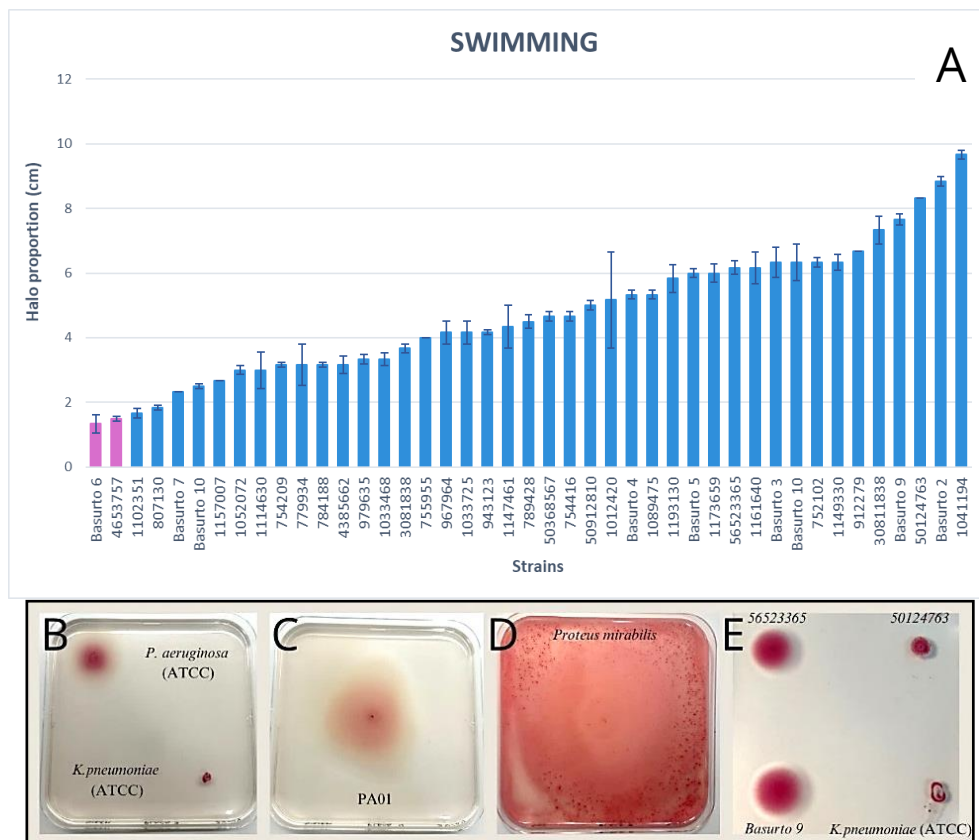 SWIMMING
A
Halo proportion (cm)
12
10
8
6
4
2
0
Basurto 6
4653757
1102351
807130
Basurto 7
Basurto 10
1157007
1052072
1114630
754209
779934
784188
4385662
979635
1033468
3081838
755955
967964
1033725
943123
1147461
789428
50368567
754416
50912810
1012420
Basurto 4
1089475
1193130
Basurto 5
1173659
56523365
1161640
Basurto 3
Basurto 10
752102
1149330
912279
30811838
Basurto 9
50124763
Basurto 2
1041194
Strains
B
P. aeruginosa
(ATCC)
K.pneumoniae
(ATCC)
C
PA01
D
Proteus mirabilis
E
56523365
50124763
Basurto 9
K.pneumoniae (ATCC)